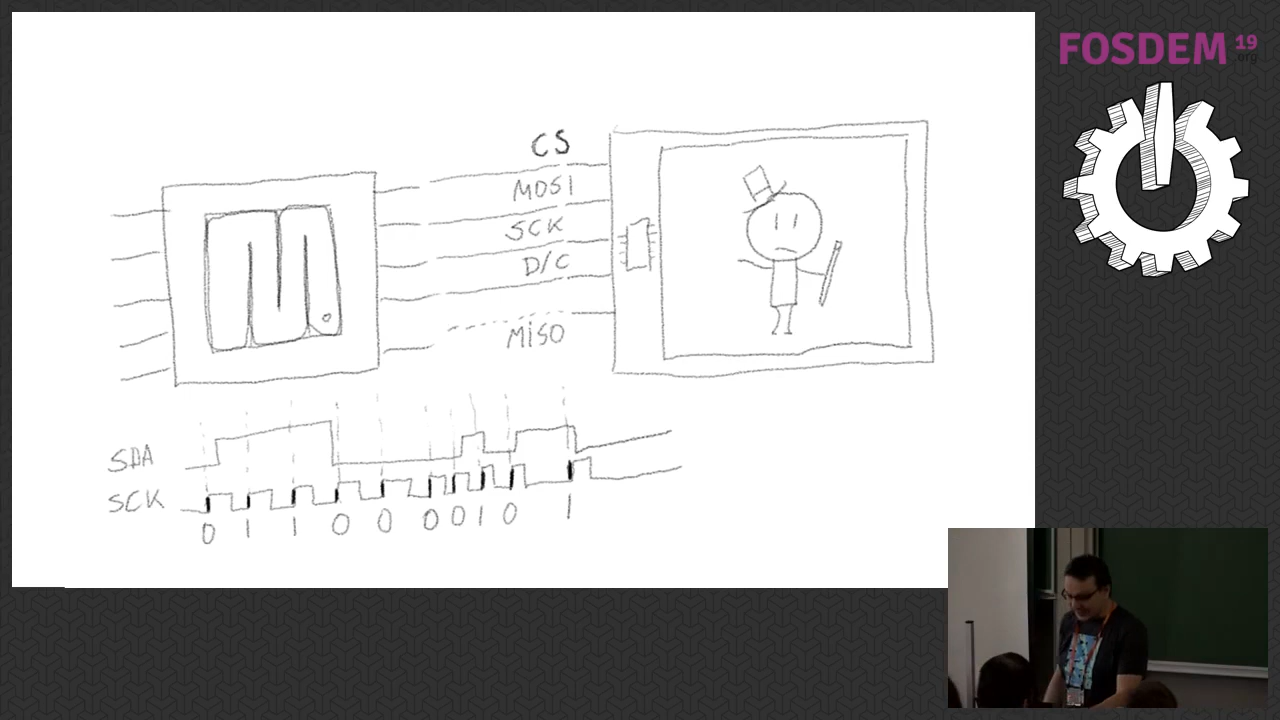 FOSDEM 19
.org
CS
MOSI
SCK
D/C
MISO
SDA
SCK
0 1 1 0 0 0 0 1 0 1